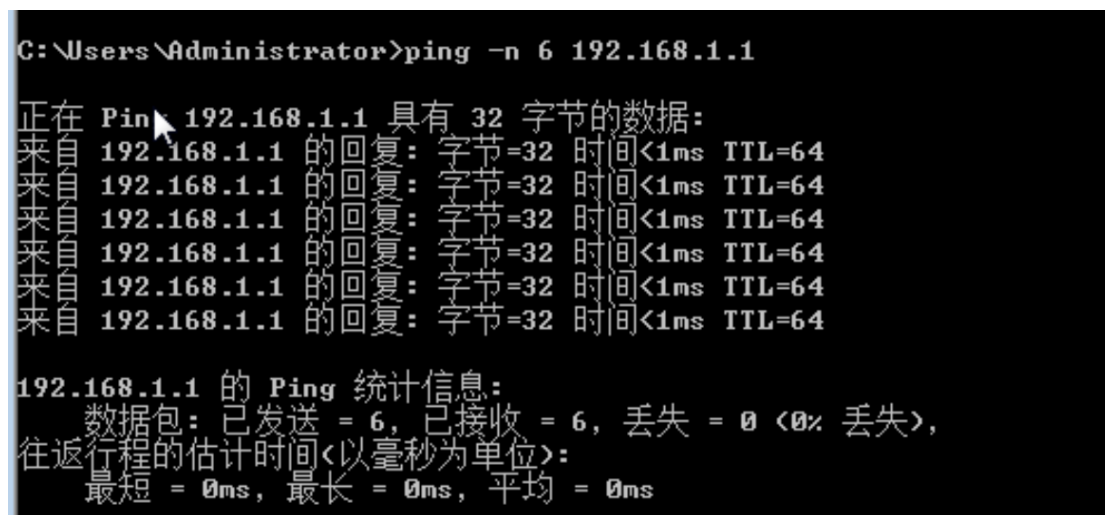 C:\Users\Administrator>ping -n 6 192.168.1.1
正在 Pin 192.168.1.1 具有 32 字节的数据:
来自 192.168.1.1 的回复: 字节=32 时间<1ms TTL=64
来自 192.168.1.1 的回复: 字节=32 时间<1ms TTL=64
来自 192.168.1.1 的回复: 字节=32 时间<1ms TTL=64
来自 192.168.1.1 的回复: 字节=32 时间<1ms TTL=64
来自 192.168.1.1 的回复: 字节=32 时间<1ms TTL=64
来自 192.168.1.1 的回复: 字节=32 时间<1ms TTL=64
192.168.1.1 的 Ping 统计信息:
数据包: 已发送 = 6, 已接收 = 6, 丢失 = 0 (0% 丢失),
往返行程的估计时间(以毫秒为单位):
最短 = 0ms, 最长 = 0ms, 平均 = 0ms